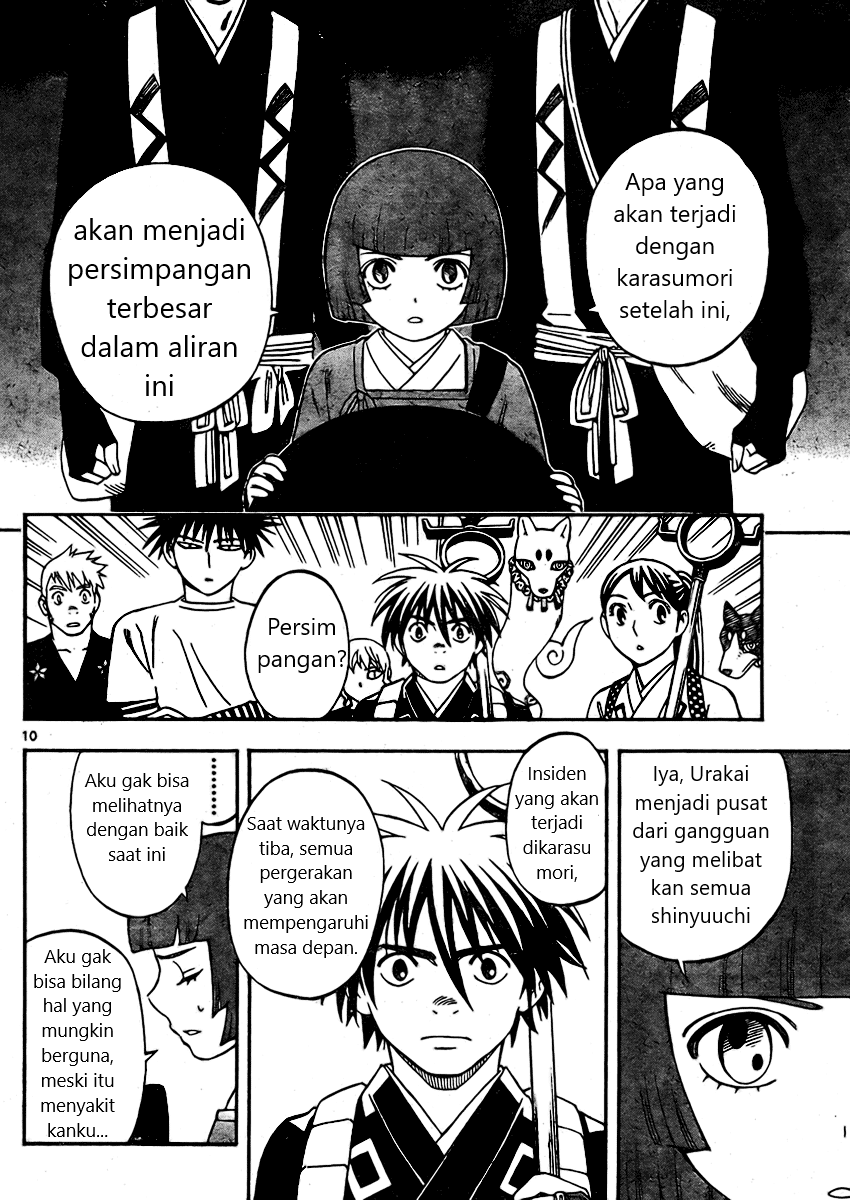 Apa yang
akan terjadi
dengan
karasumori
setelah ini,
akan menjadi
persimpangan
terbesar
dalam aliran
ini
Persim
pangan?
10
Iya, Urakai
menjadi pusat
dari gangguan
yang melibat
kan semua
shinyuuchi
Insiden
yang akan
terjadi
dikarasu
mori,
Saat waktunya
tiba, semua
pergerakan
yang akan
mempengaruhi
masa depan.
Aku gak bisa
melihatnya
dengan baik
saat ini
Aku gak
bisa bilang
hal yang
mungkin
berguna,
meski itu
menyakit
kanku...